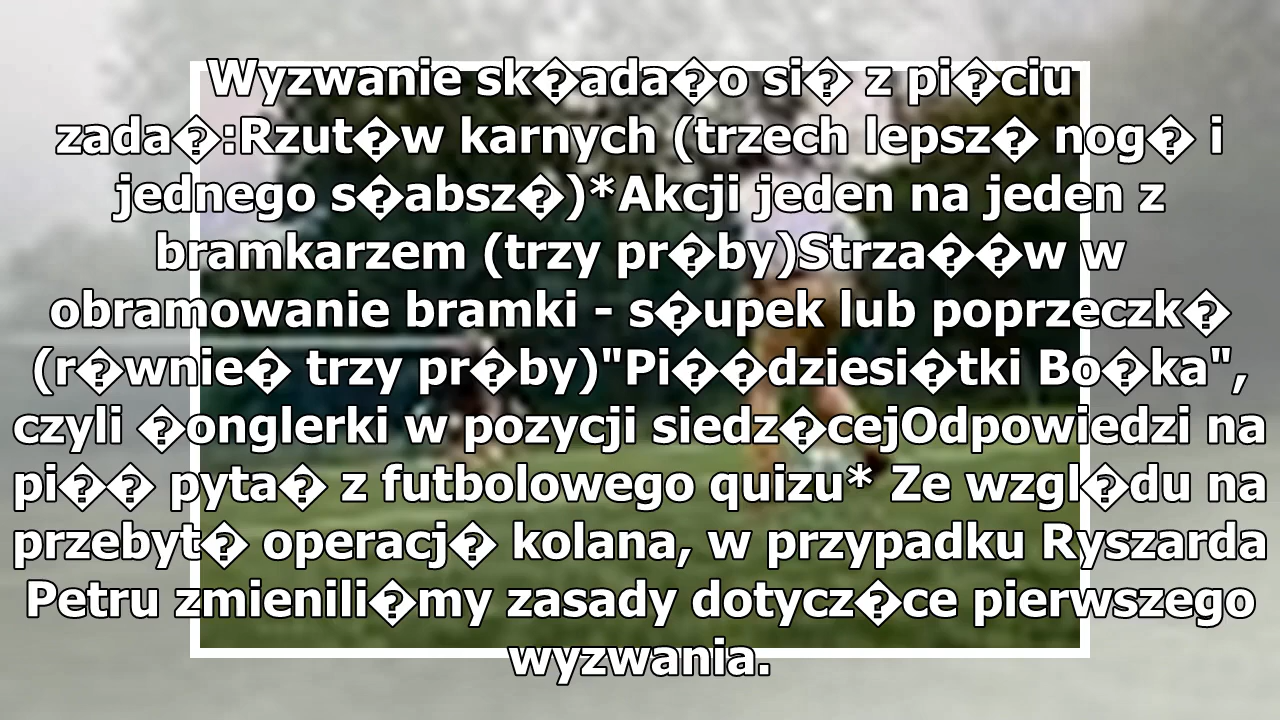 Wyzwanie sk�ada�o si� z pi�ciu
zada�:Rzut�w karnych (trzech lepsz� nog� i
jednego s�absz�)*Akcji jeden na jeden z
bramkarzem (trzy pr�by)Strza��w w
obramowanie bramki - s�upek lub poprzeczk�
(r�wnie� trzy pr�by)"Pi��dziesi�tki Bo�ka",
czyli �onglerki w pozycji siedz�cejOdpowiedzi na
pi�� pyta� z futbolowego quizu* Ze wzgl�du na
przebyt� operacj� kolana, w przypadku Ryszarda
Petru zmienili�my zasady dotycz�ce pierwszego
wyzwania.